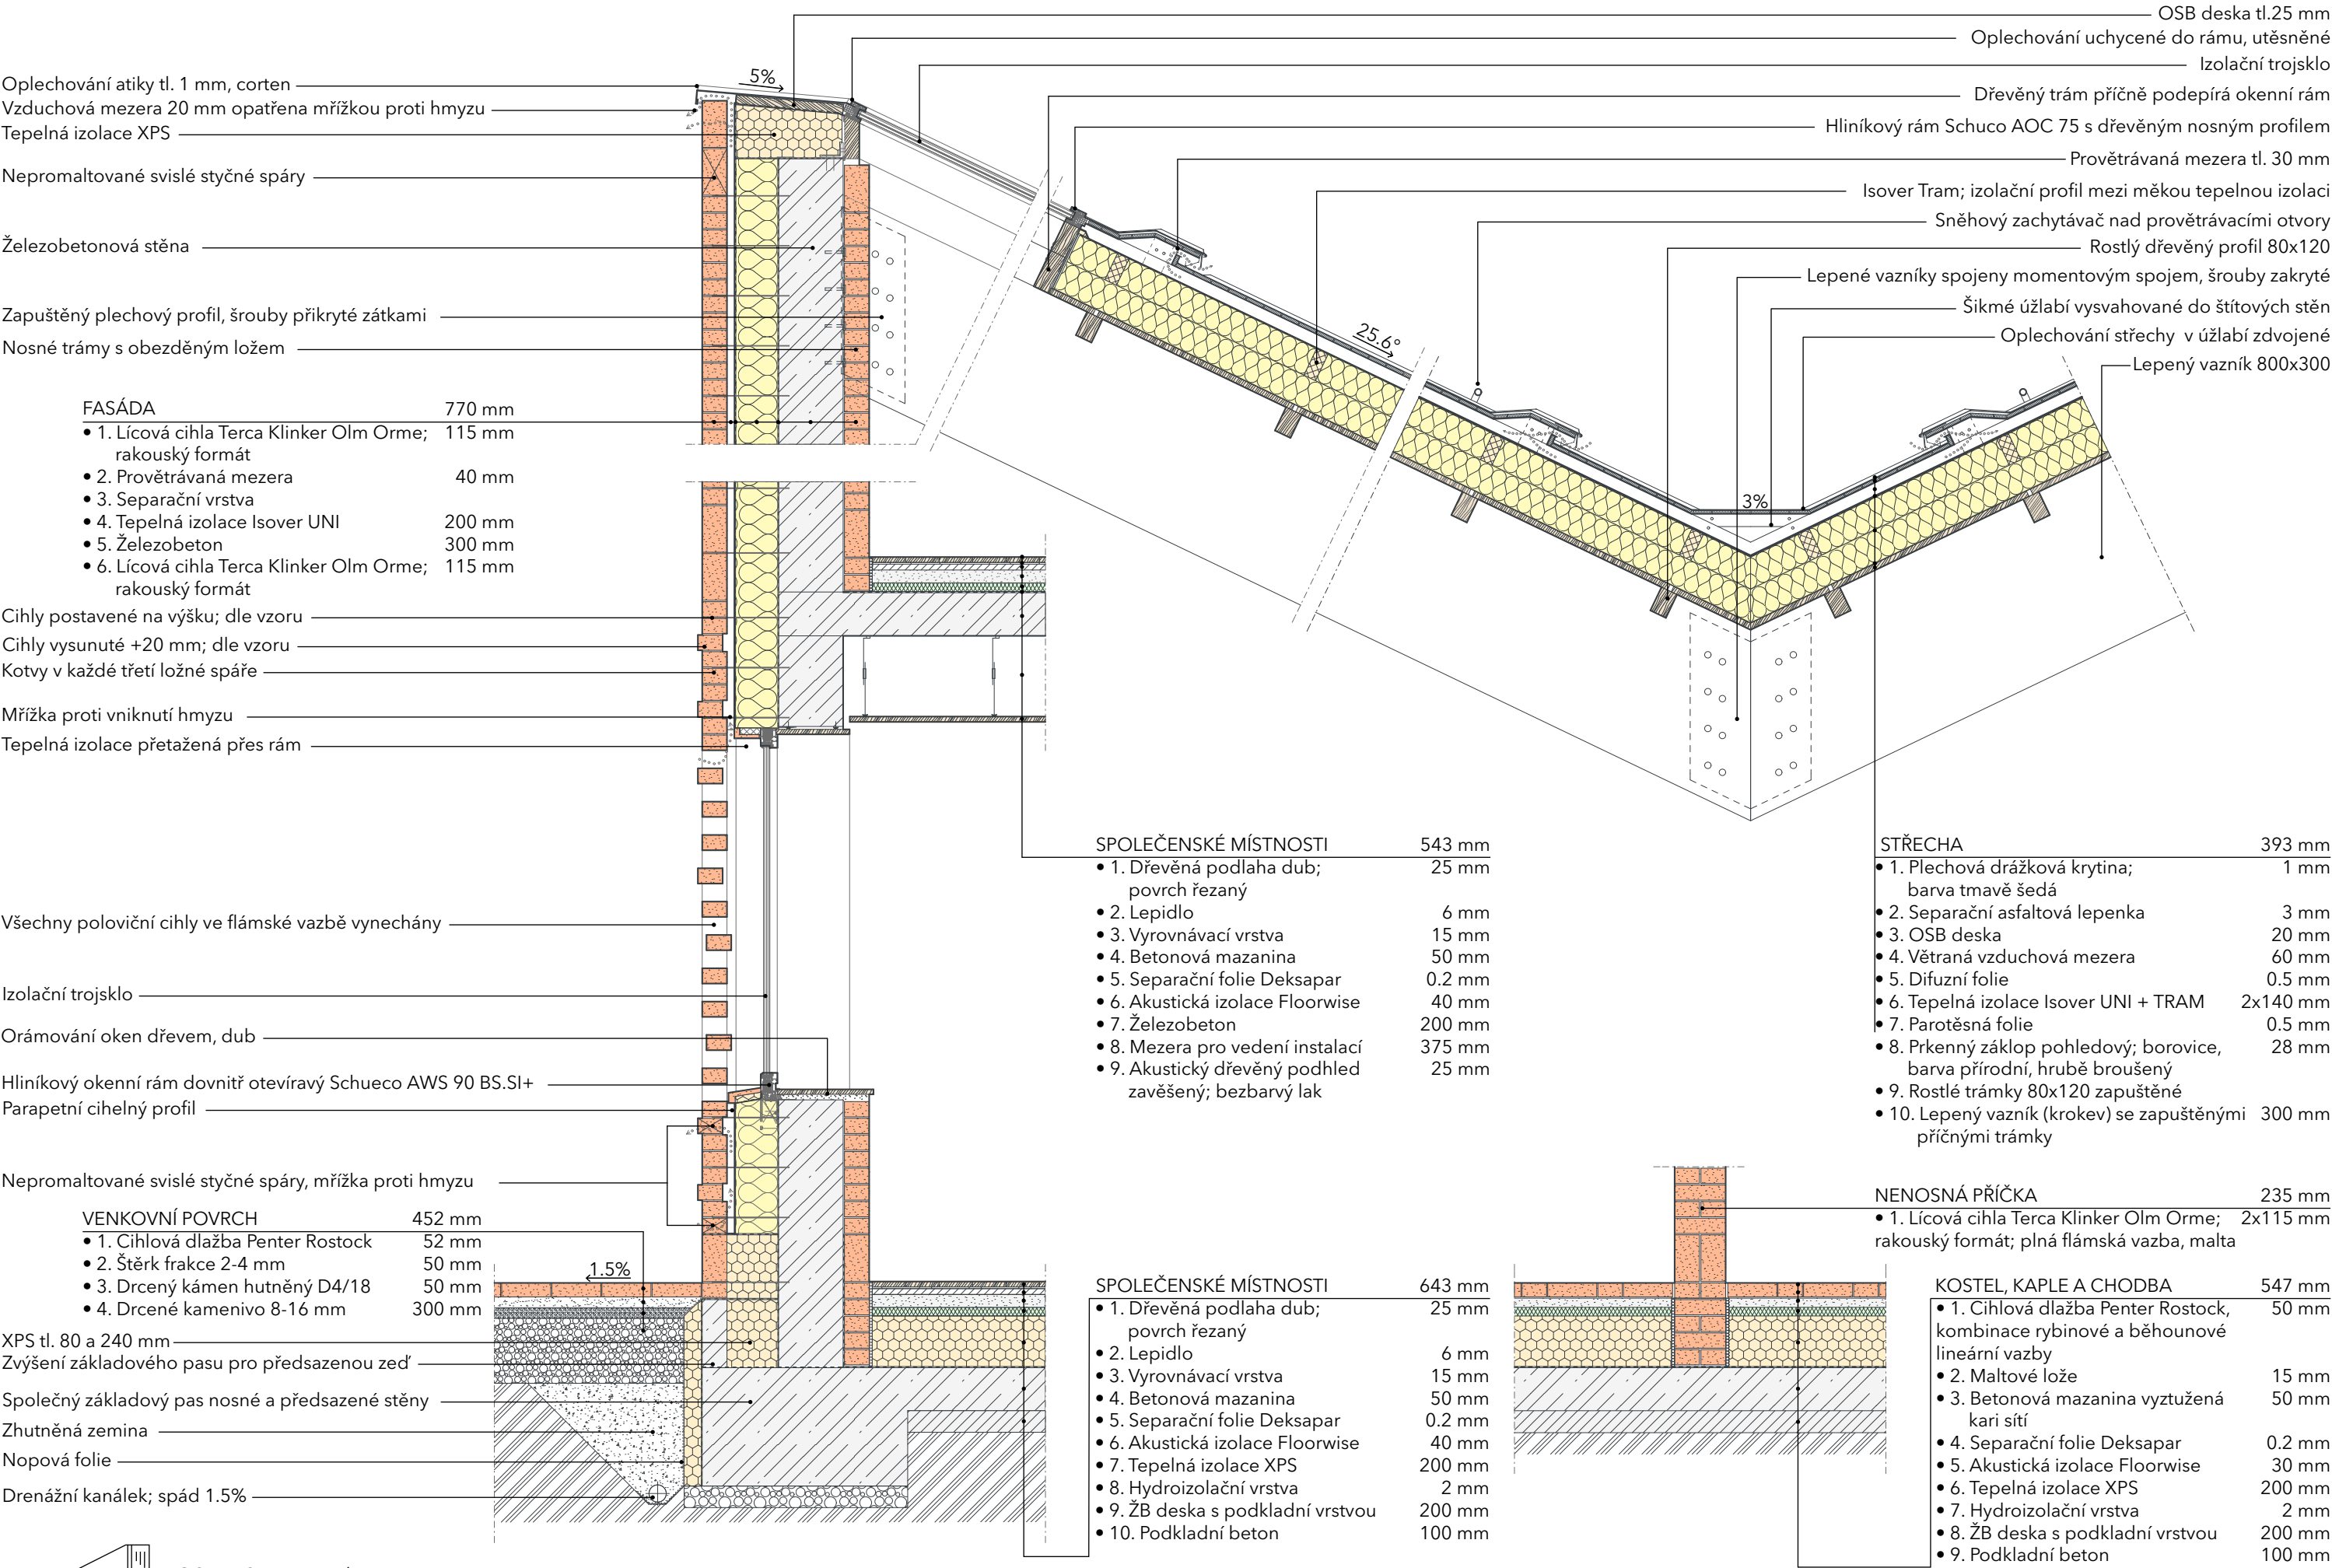 OSB deska tl.25 mm
Oplechování uchycené do rámu, utěsněné
Izolační trojsklo
Dřevěný trám příčně podepírá okenní rám
Hliníkový rám Schuco AOC 75 s dřevěným nosným profilem
Provětrávaná mezera tl. 30 mm
Isover Tram; izolační profil mezi měkou tepelnou izolaci
Sněhový zachytávač nad provětrávacími otvory
Rostlý dřevěný profil 80x120
Lepené vazníky spojeny momentovým spojem, šrouby zakryté
Šikmé úžlabí vysvahované do štítových stěn
Oplechování střechy v úžlabí zdvojené
Lepený vazník 800x300
5%
25.6°
3%
Oplechování atiky tl. 1 mm, corten
Vzduchová mezera 20 mm opatřena mřížkou proti hmyzu
Tepelná izolace XPS
Nepromaltované svislé styčné spáry
Železobetonová stěna
Zapuštěný plechový profil, šrouby přikryté zátkami
Nosné trámy s obezděným ložem
FASÁDA 770 mm
• 1. Lícová cihla Terca Klinker Olm Orme; 115 mm
rakouský formát
• 2. Provětrávaná mezera 40 mm
• 3. Separační vrstva
• 4. Tepelná izolace Isover UNI 200 mm
• 5. Železobeton 300 mm
• 6. Lícová cihla Terca Klinker Olm Orme; 115 mm
rakouský formát
Cihly postavené na výšku; dle vzoru
Cihly vysunuté +20 mm; dle vzoru
Kotvy v každé třetí ložné spáře
Mřížka proti vniknutí hmyzu
Tepelná izolace přetažená přes rám
Všechny poloviční cihly ve flámské vazbě vynechány
Izolační trojsklo
Orámování oken dřevem, dub
Hliníkový okenní rám dovnitř otevíravý Schueco AWS 90 BS.SI+
Parapetní cihelný profil
Nepromaltované svislé styčné spáry, mřížka proti hmyzu
VENKOVNÍ POVRCH 452 mm
• 1. Cihlová dlažba Penter Rostock 52 mm
• 2. Štěrk frakce 2-4 mm 50 mm
• 3. Drcený kámen hutněný D4/18 50 mm
• 4. Drcené kamenivo 8-16 mm 300 mm
1.5%
XPS tl. 80 a 240 mm
Zvýšení základového pasu pro předsazenou zeď
Společný základový pas nosné a předsazené stěny
Zhutněná zemina
Nopová folie
Drenážní kanálek; spád 1.5%
SPOLEČENSKÉ MÍSTNOSTI 543 mm
• 1. Dřevěná podlaha dub; 25 mm
povrch řezaný
• 2. Lepidlo 6 mm
• 3. Vyrovnávací vrstva 15 mm
• 4. Betonová mazanina 50 mm
• 5. Separační folie Deksapar 0.2 mm
• 6. Akustická izolace Floorwise 40 mm
• 7. Železobeton 200 mm
• 8. Mezera pro vedení instalací 375 mm
• 9. Akustický dřevěný podhled 25 mm
zavěšený; bezbarvý lak
STŘECHA 393 mm
• 1. Plechová drážková krytina; 1 mm
barva tmavě šedá
• 2. Separační asfaltová lepenka 3 mm
• 3. OSB deska 20 mm
• 4. Větraná vzduchová mezera 60 mm
• 5. Difuzní folie 0.5 mm
• 6. Tepelná izolace Isover UNI + TRAM 2x140 mm
• 7. Parotěsná folie 0.5 mm
• 8. Prkenný záklop pohledový; borovice, 28 mm
barva přírodní, hrubě broušený
• 9. Rostlé trámky 80x120 zapuštěné
• 10. Lepený vazník (krokev) se zapuštěnými 300 mm
příčnými trámky
NENOSNÁ PŘÍČKA 235 mm
• 1. Lícová cihla Terca Klinker Olm Orme; 2x115 mm
rakouský formát; plná flámská vazba, malta
SPOLEČENSKÉ MÍSTNOSTI 643 mm
• 1. Dřevěná podlaha dub; 25 mm
povrch řezaný
• 2. Lepidlo 6 mm
• 3. Vyrovnávací vrstva 15 mm
• 4. Betonová mazanina 50 mm
• 5. Separační folie Deksapar 0.2 mm
• 6. Akustická izolace Floorwise 40 mm
• 7. Tepelná izolace XPS 200 mm
• 8. Hydroizolační vrstva 2 mm
• 9. ŽB deska s podkladní vrstvou 200 mm
• 10. Podkladní beton 100 mm
KOSTEL, KAPLE A CHODBA 547 mm
• 1. Cihlová dlažba Penter Rostock, 50 mm
kombinace rybinové a běhounové
lineární vazby
• 2. Maltové lože 15 mm
• 3. Betonová mazanina vyztužená 50 mm
kari sítí
• 4. Separační folie Deksapar 0.2 mm
• 5. Akustická izolace Floorwise 30 mm
• 6. Tepelná izolace XPS 200 mm
• 7. Hydroizolační vrstva 2 mm
• 8. ŽB deska s podkladní vrstvou 200 mm
• 9. Podkladní beton 100 mm